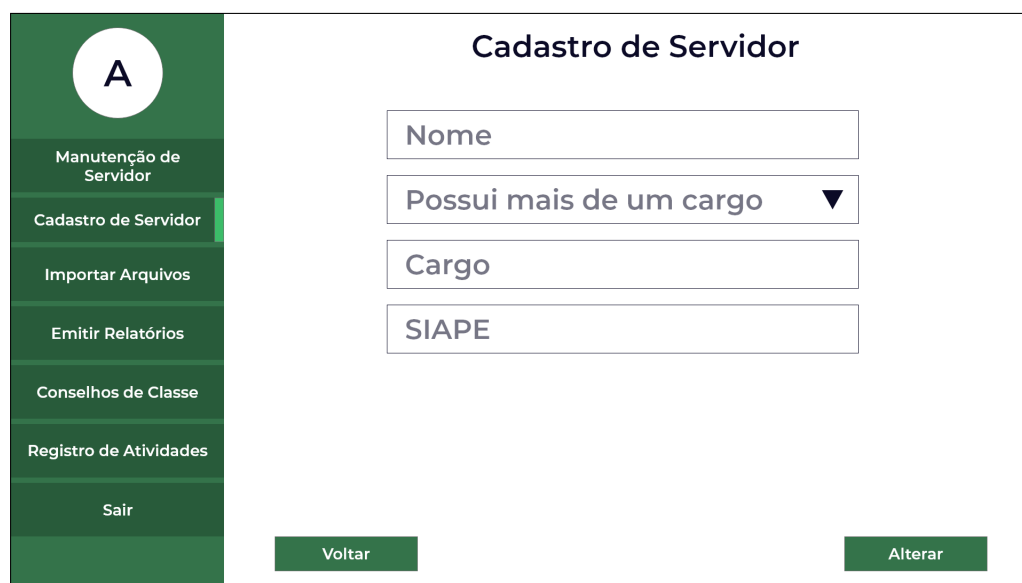 A
Manutenção de
Servidor
Cadastro de Servidor
Importar Arquivos
Emitir Relatórios
Conselhos de Classe
Registro de Atividades
Sair
Cadastro de Servidor
Nome
Possui mais de um cargo
Cargo
SIAPE
Voltar
Alterar